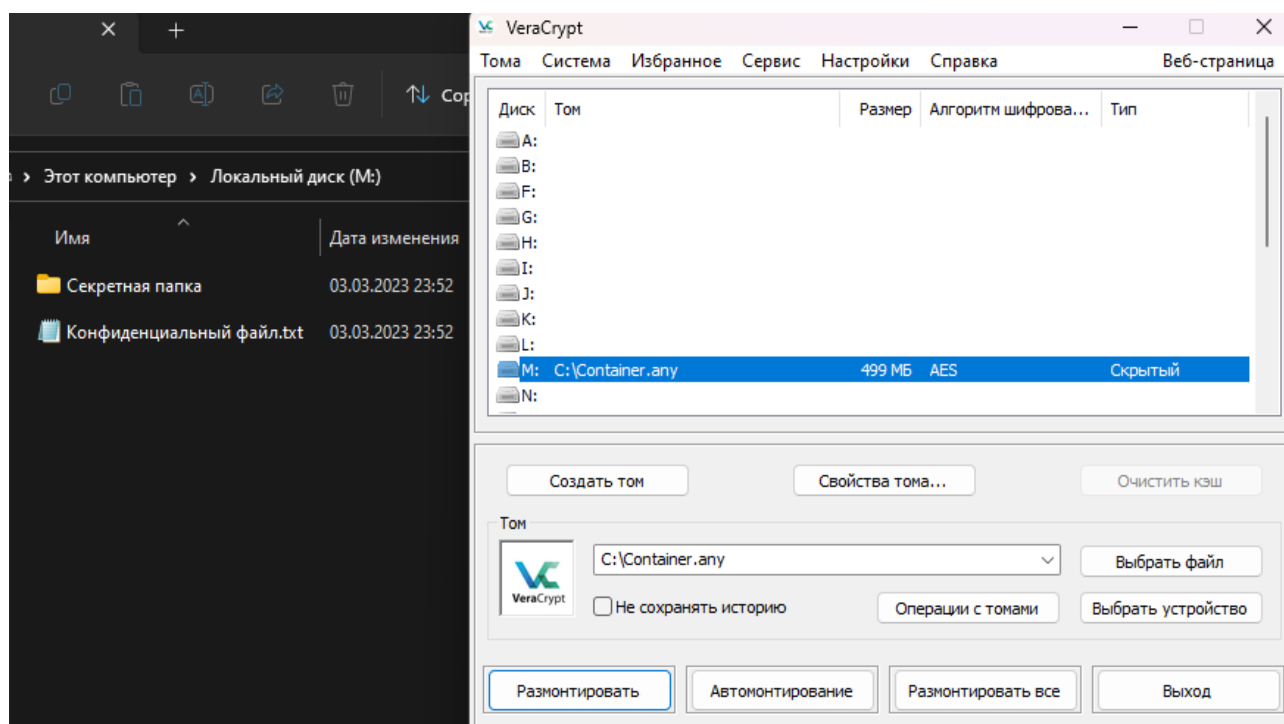 VeraCrypt
Тома Система Избранное Сервис Настройки Справка Веб-страница
Сор
Этот компьютер > Локальный диск (M:)
Имя Дата изменения
Секретная папка 03.03.2023 23:52
Конфиденциальный файл.txt 03.03.2023 23:52
Диск Том Размер Алгоритм шифрова... Тип
A:
B:
F:
G:
H:
I:
J:
K:
L:
M: C:\Container.any 499 МБ AES Скрытый
N:
Создать том Свойства тома... Очистить кэш
Том
VeraCrypt
C:\Container.any Выбрать файл
Не сохранять историю Операции с томами Выбрать устройство
Размонтировать Автомонтирование Размонтировать все Выход